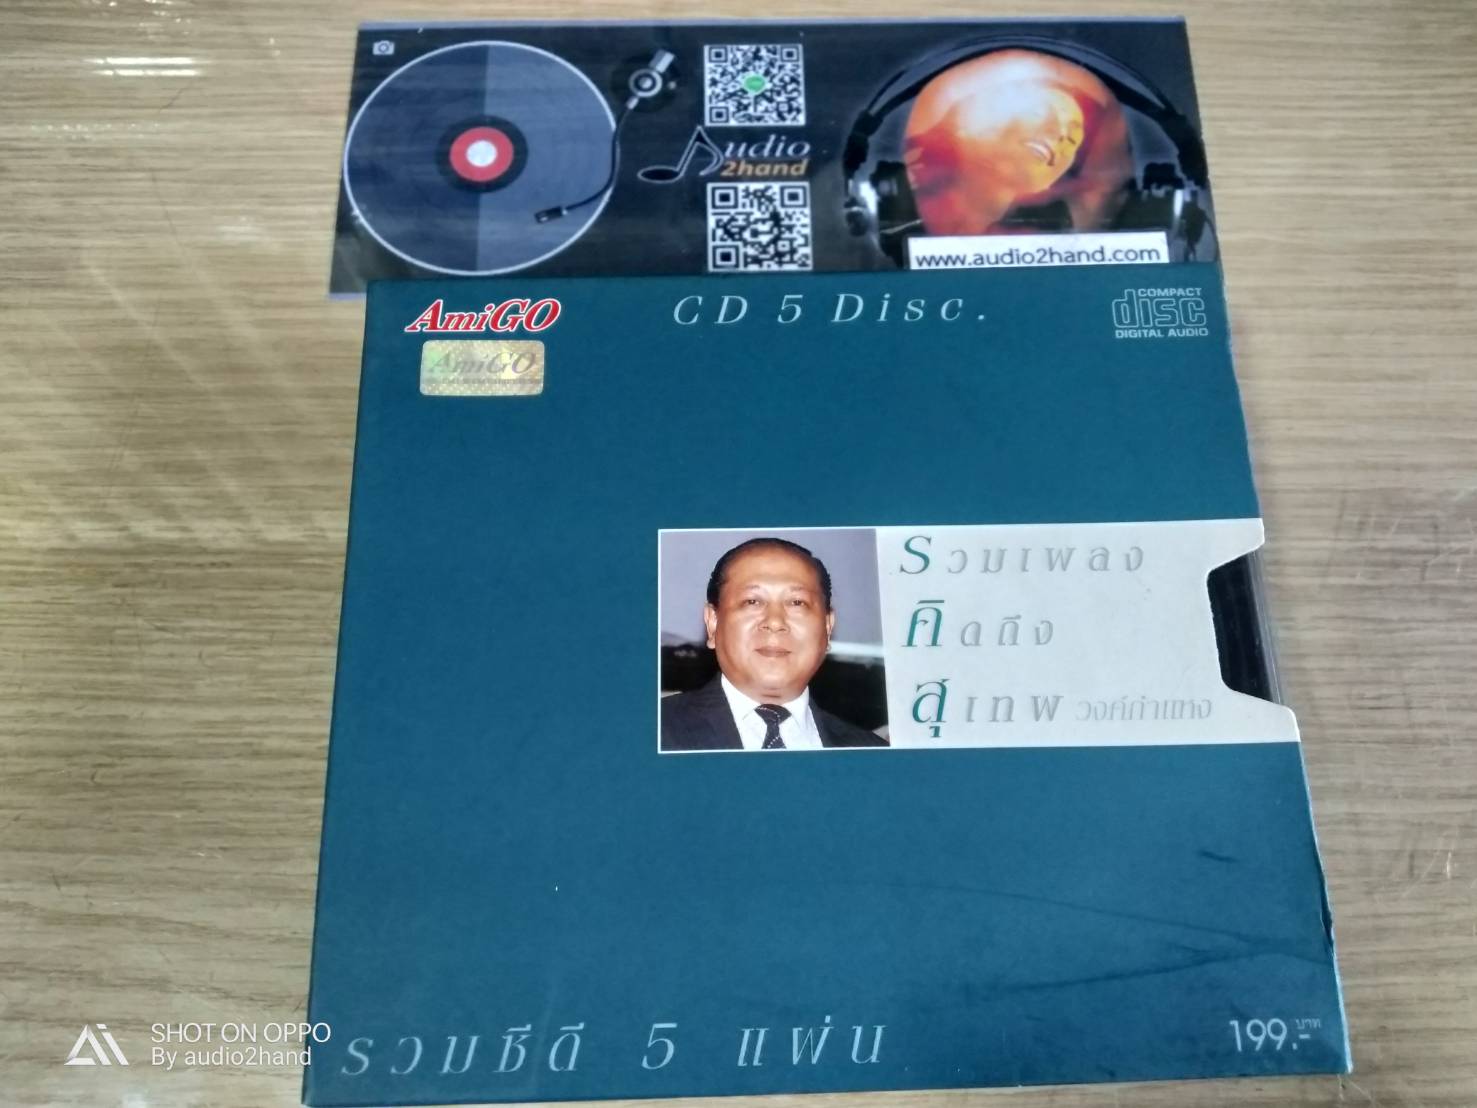 udio
2hand
www.audio2hand.com
AmiGO
CD 5 Disc.
COMPACT
disc
DIGITAL AUDIO
AmiGO
รวมเพลง
คิดถึง
สุเทพ วงศ์กำแหง
รวมซีดี 5 แผ่น
199.- บาท
SHOT ON OPPO
By audio2hand